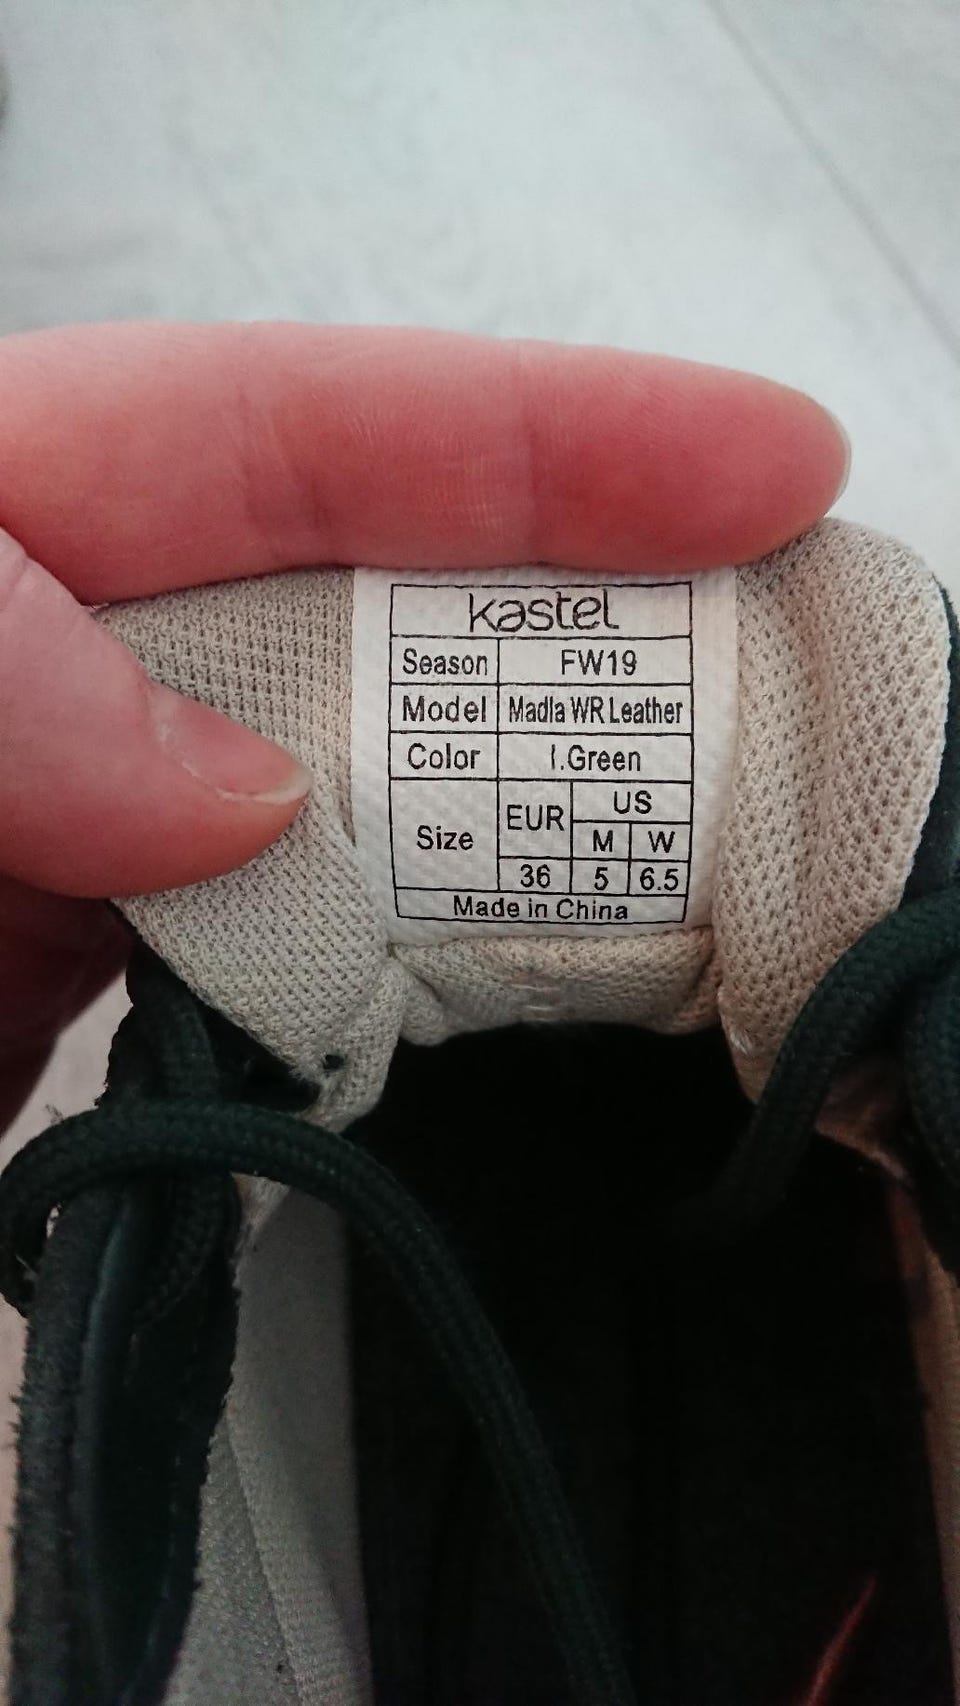 kastel
Season FW19
Model Madla WR Leather
Color I.Green
Size EUR US
M W
36 5 6.5
Made in China